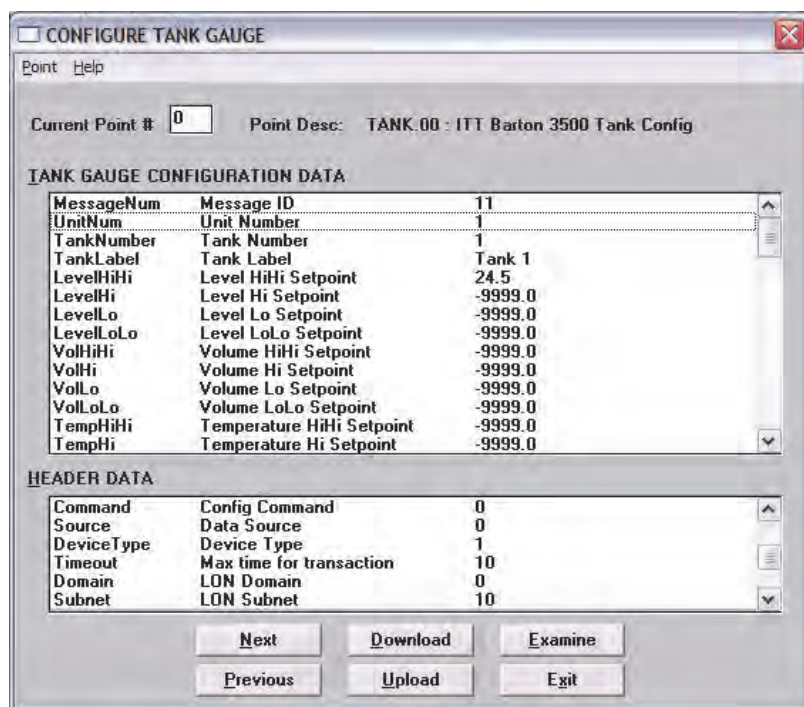 CONFIGURE TANK GAUGE
Point Help
Current Point # 0 Point Desc: TANK.00 : ITT Barton 3500 Tank Config
TANK GAUGE CONFIGURATION DATA
MessageNum Message ID 11
UnitNum Unit Number 1
TankNumber Tank Number 1
TankLabel Tank Label Tank 1
LevelHiHi Level HiHi Setpoint 24.5
LevelHi Level Hi Setpoint -9999.0
LevelLo Level Lo Setpoint -9999.0
LevelLoLo Level LoLo Setpoint -9999.0
VolHiHi Volume HiHi Setpoint -9999.0
VolHi Volume Hi Setpoint -9999.0
VolLo Volume Lo Setpoint -9999.0
VolLoLo Volume LoLo Setpoint -9999.0
TempHiHi Temperature HiHi Setpoint -9999.0
TempHi Temperature Hi Setpoint -9999.0
HEADER DATA
Command Config Command 0
Source Data Source 0
DeviceType Device Type 1
Timeout Max time for transaction 10
Domain LON Domain 0
Subnet LON Subnet 10
Next Download Examine
Previous Upload Exit